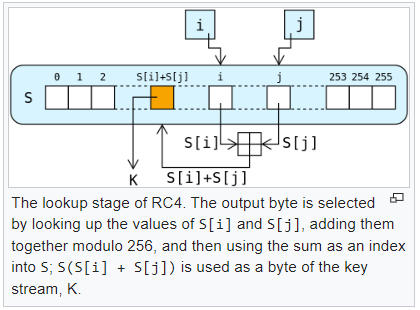 i j
0 1 2 S[i]+S[j] i j 253 254 255
S
S[i] S[j]
K S[i]+S[j]
The lookup stage of RC4. The output byte is selected
by looking up the values of S[i] and S[j], adding them
together modulo 256, and then using the sum as an index
into S; S(S[i] + S[j]) is used as a byte of the key
stream, K.